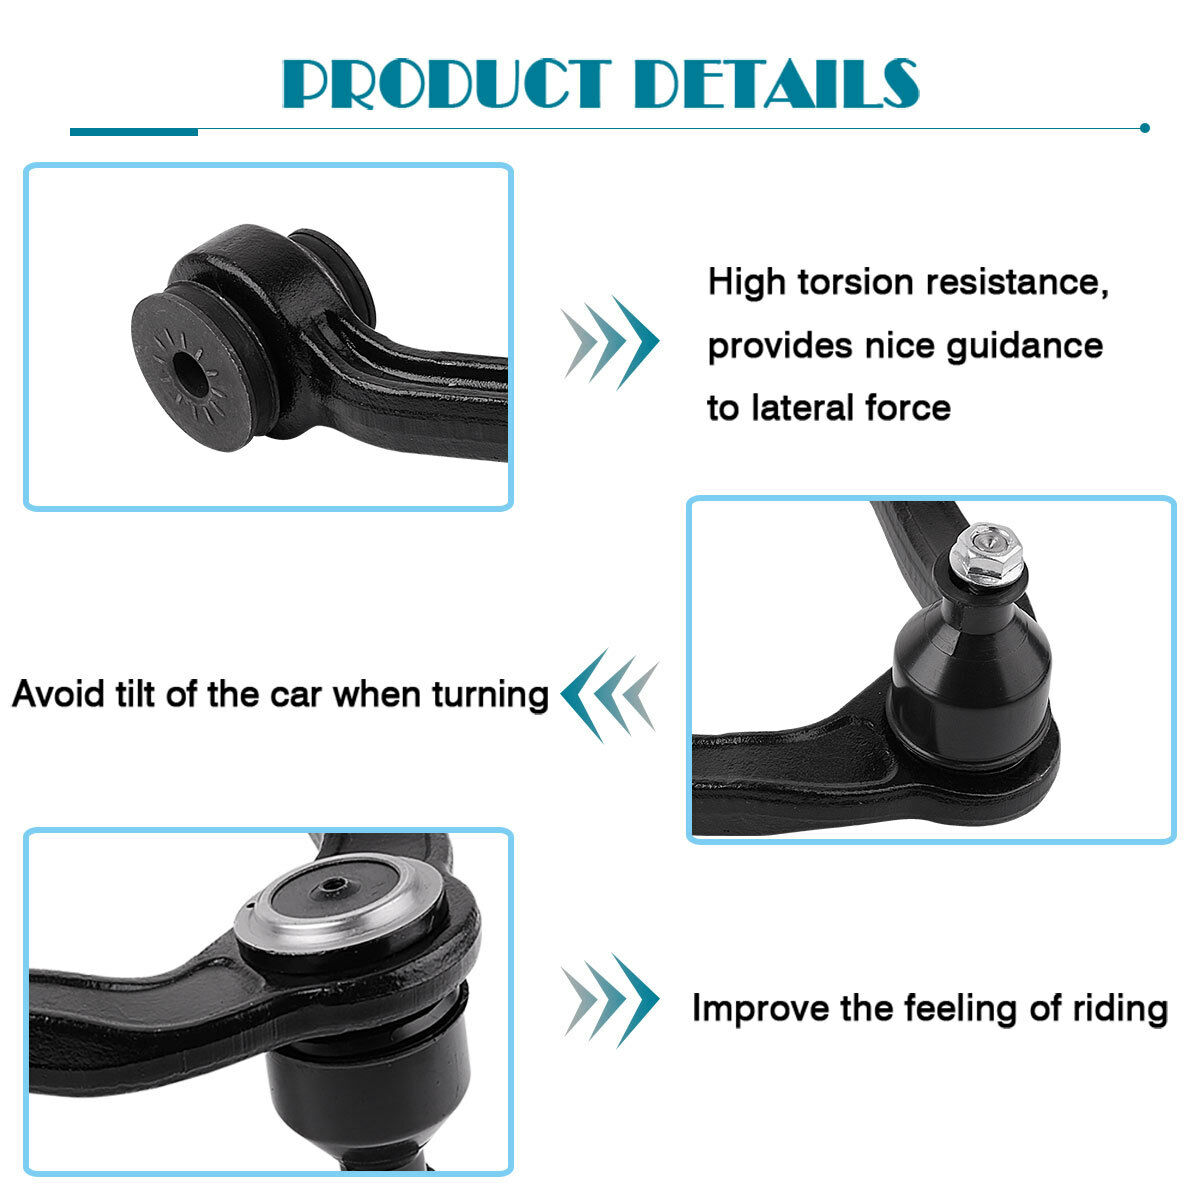 PRODUCT DETAILS
High torsion resistance,
provides nice guidance
to lateral force
Avoid tilt of the car when turning
Improve the feeling of riding